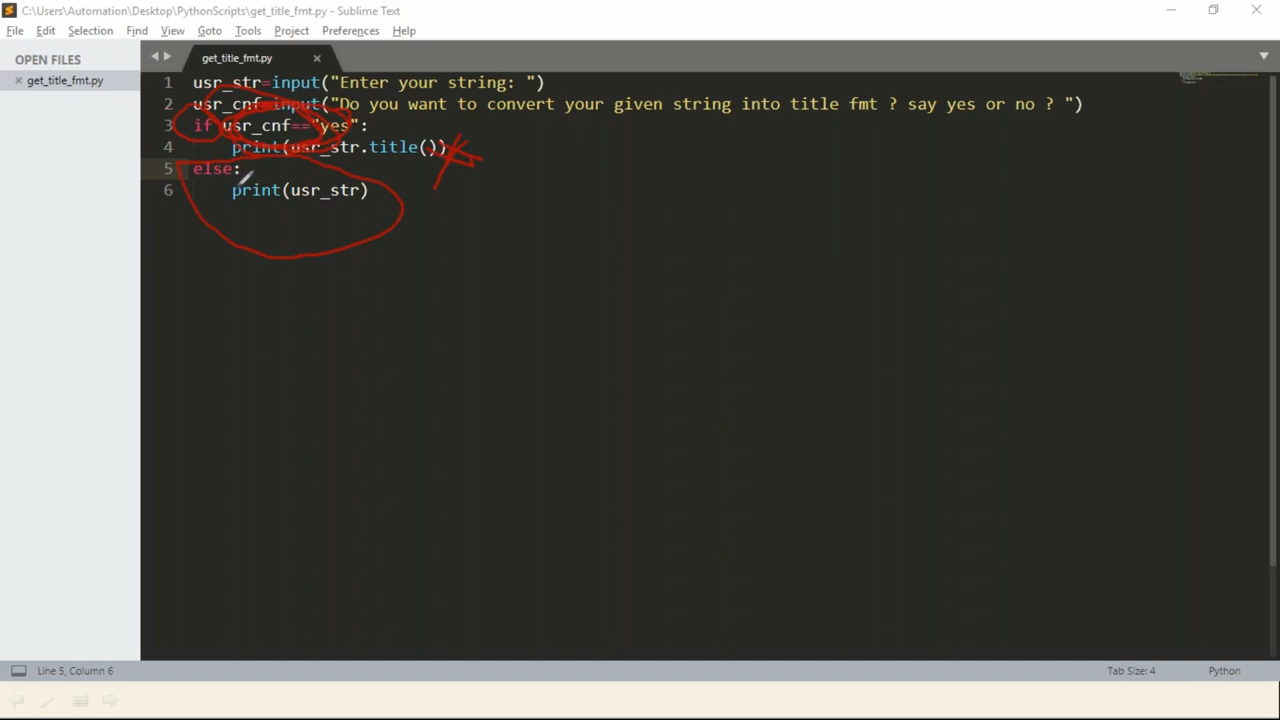 C:\Users\Automation\Desktop\PythonScripts\get_title_fmt.py - Sublime Text
File Edit Selection Find View Goto Tools Project Preferences Help
OPEN FILES
get_title_fmt.py
get_title_fmt.py
1 usr_str=input("Enter your string: ")
2 usr_cnf=input("Do you want to convert your given string into title fmt ? say yes or no ? ")
3 if usr_cnf=="yes":
4     print(usr_str.title())
5 else:
6     print(usr_str)
Line 5, Column 6
Tab Size: 4
Python